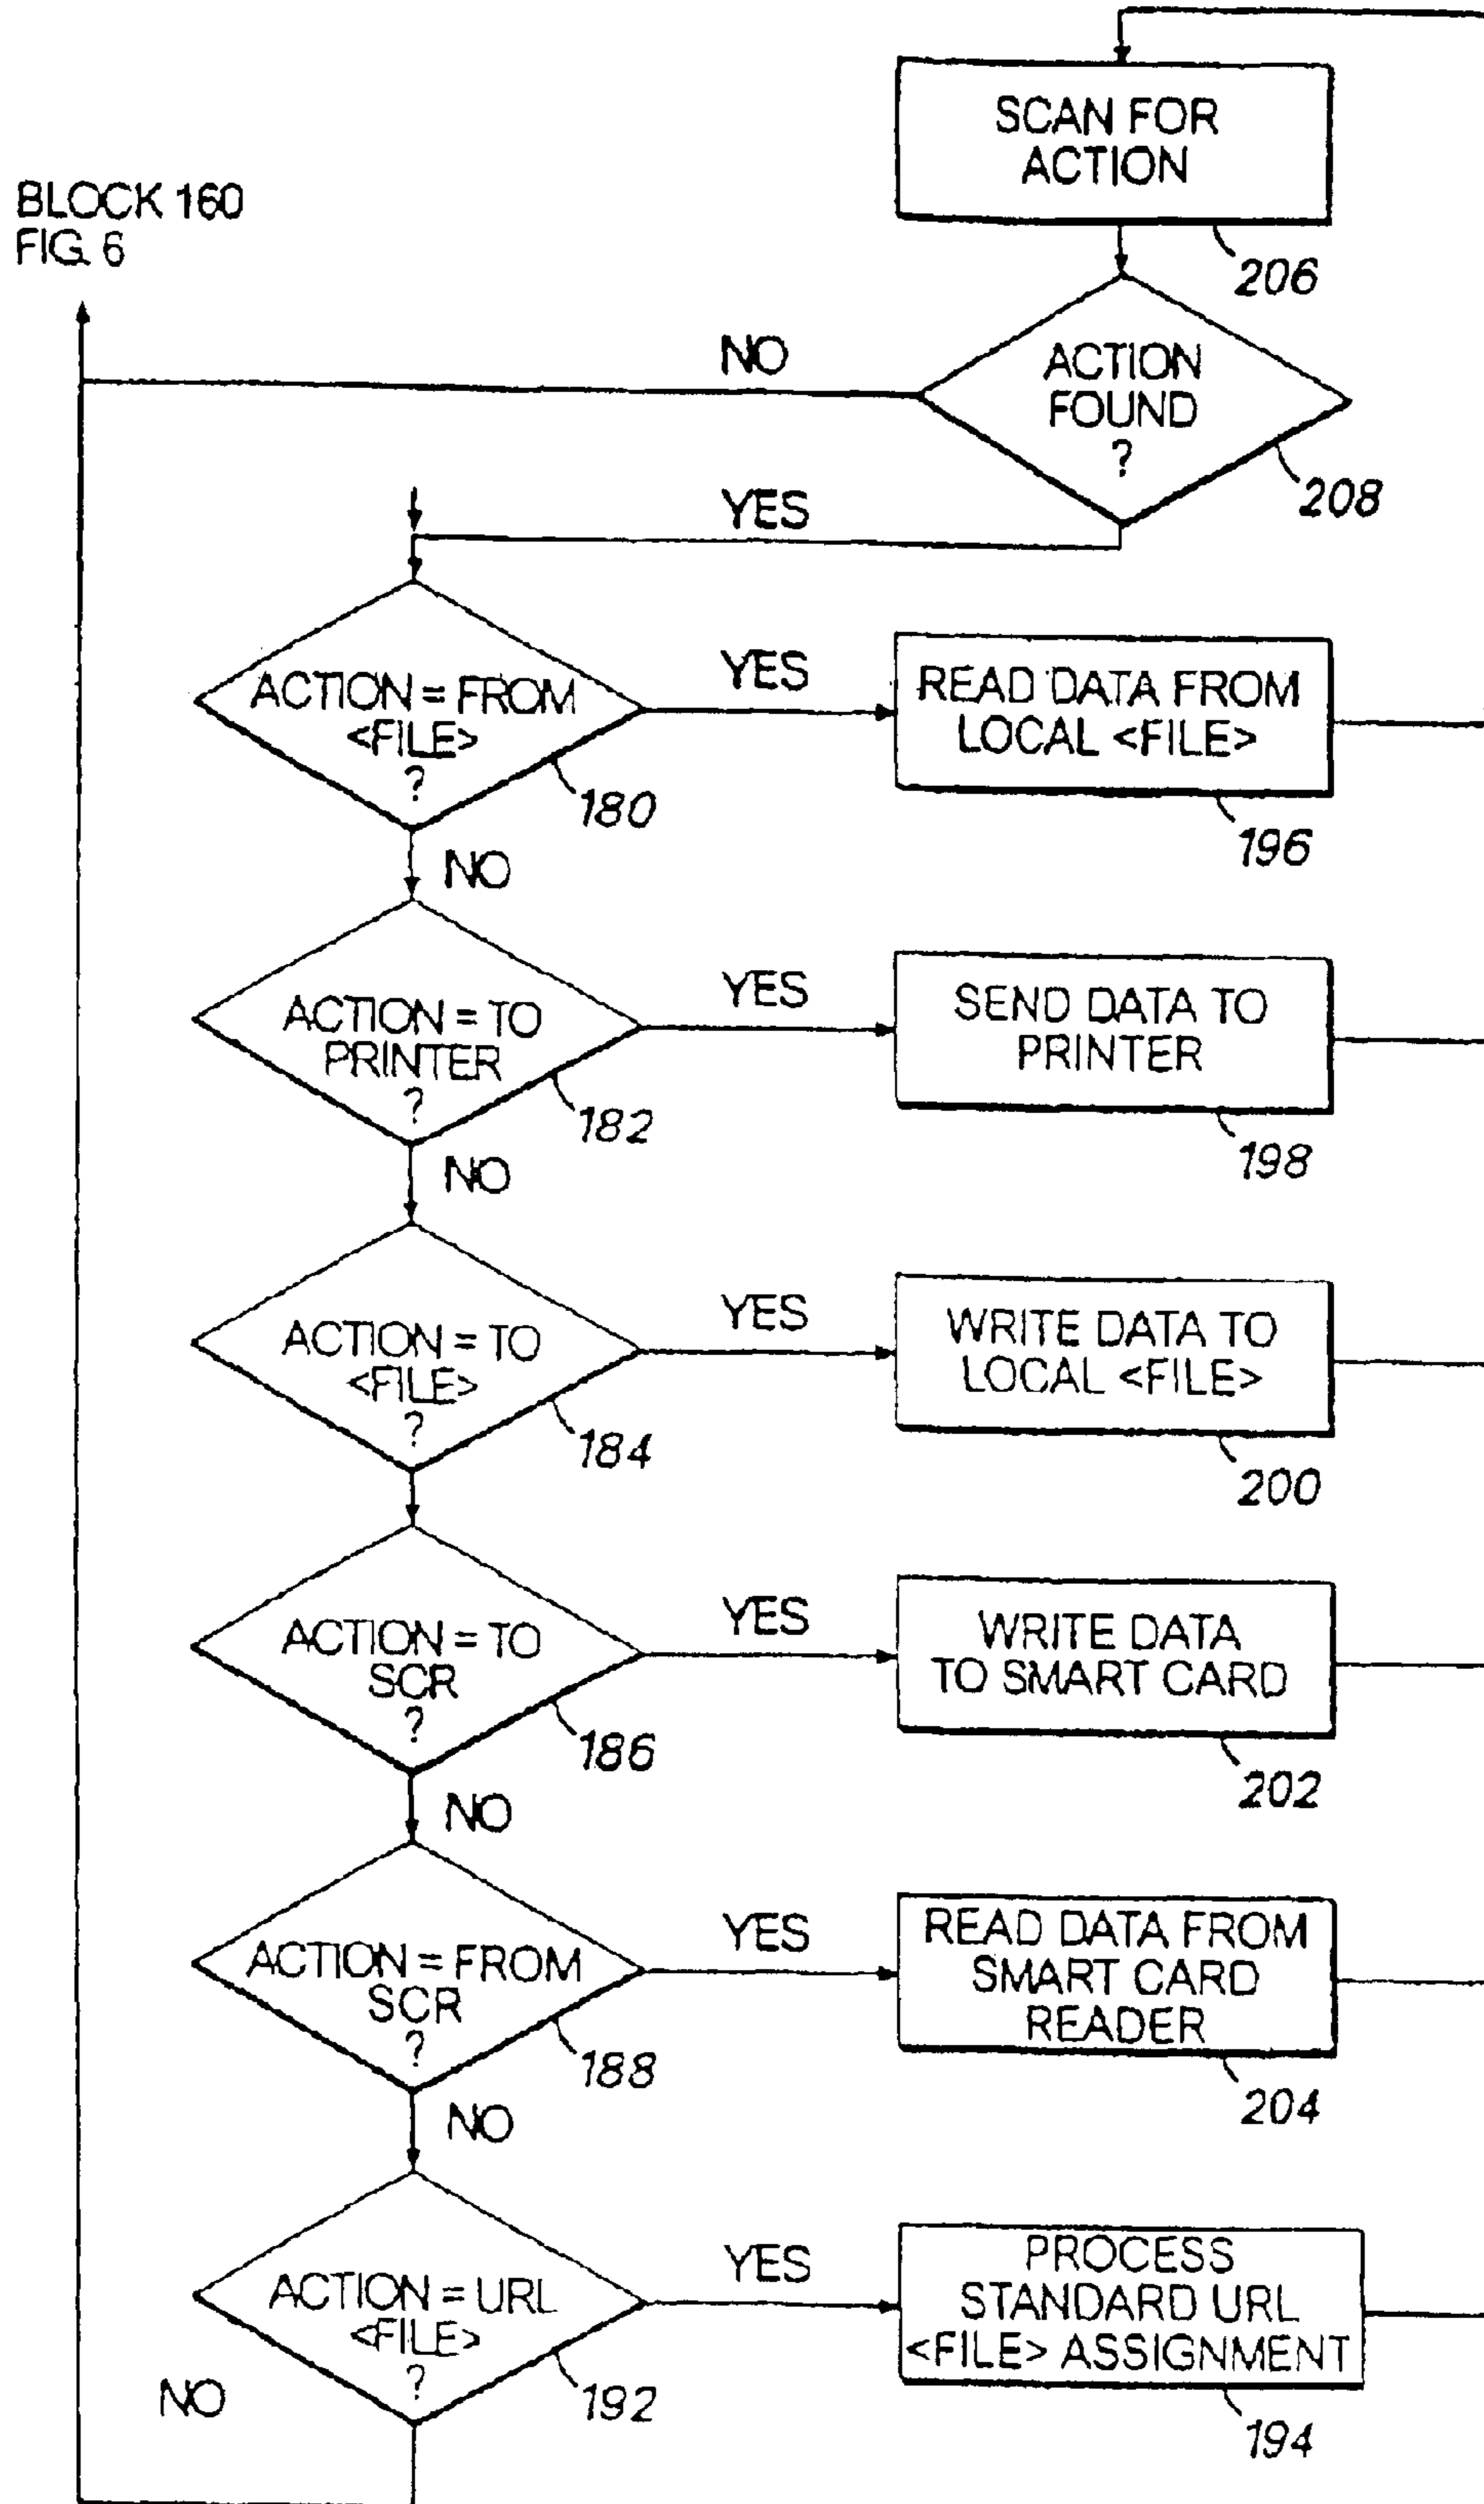 SCAN FOR
ACTION
206
BLOCK 160
FIG. 6
NO
ACTION
FOUND
?
208
YES
ACTION = FROM
<FILE>
?
180
YES
READ DATA FROM
LOCAL <FILE>
196
NO
ACTION = TO
PRINTER
?
182
YES
SEND DATA TO
PRINTER
198
NO
ACTION = TO
<FILE>
?
184
YES
WRITE DATA TO
LOCAL <FILE>
200
ACTION = TO
SCR
?
186
YES
WRITE DATA
TO SMART CARD
202
NO
ACTION = FROM
SCR
?
188
YES
READ DATA FROM
SMART CARD
READER
204
NO
ACTION = URL
<FILE>
?
192
YES
PROCESS
STANDARD URL
<FILE> ASSIGNMENT
194
NO